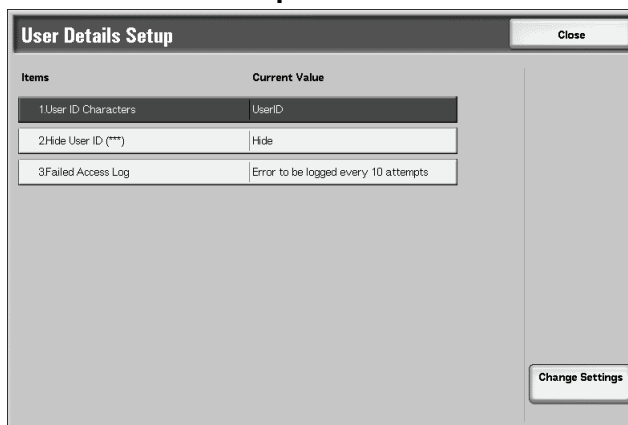 User Details Setup
Close
Items
Current Value
1.User ID Characters
UserID
2.Hide User ID (***)
Hide
3.Failed Access Log
Error to be logged every 10 attempts
Change Settings